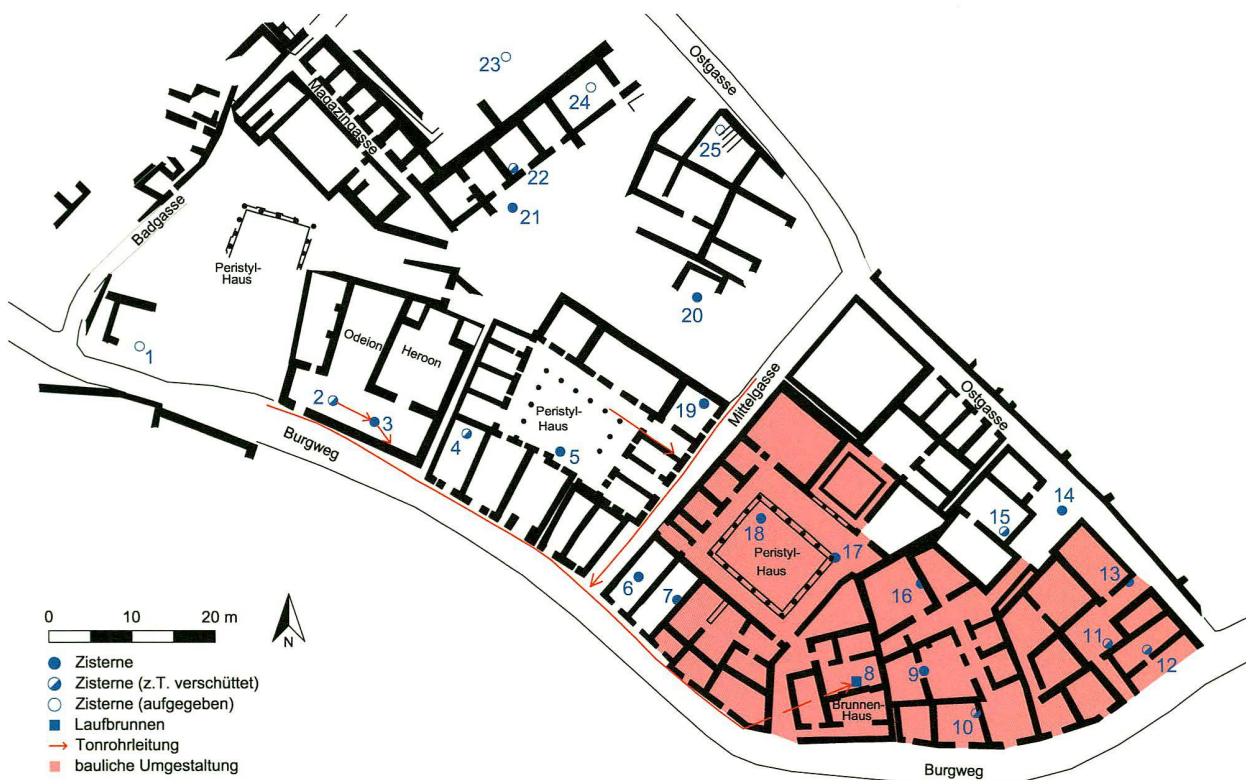 23
Ostgasse
24
Magazingasse
25
22
21
Badgasse
Peristyl-
Haus
20
1
Odeion
Heroon
2
3
Burgweg
4
Peristyl-
Haus
5
19
Mittelgasse
Ostgasse
14
15
18
17
Peristyl-
Haus
6
7
16
13
11
12
8
9
10
Brunnen-
Haus
Burgweg
0 10 20 m
N
Zisterne
Zisterne (z.T. verschüttet)
Zisterne (aufgegeben)
Laufbrunnen
Tonrohrleitung
bauliche Umgestaltung